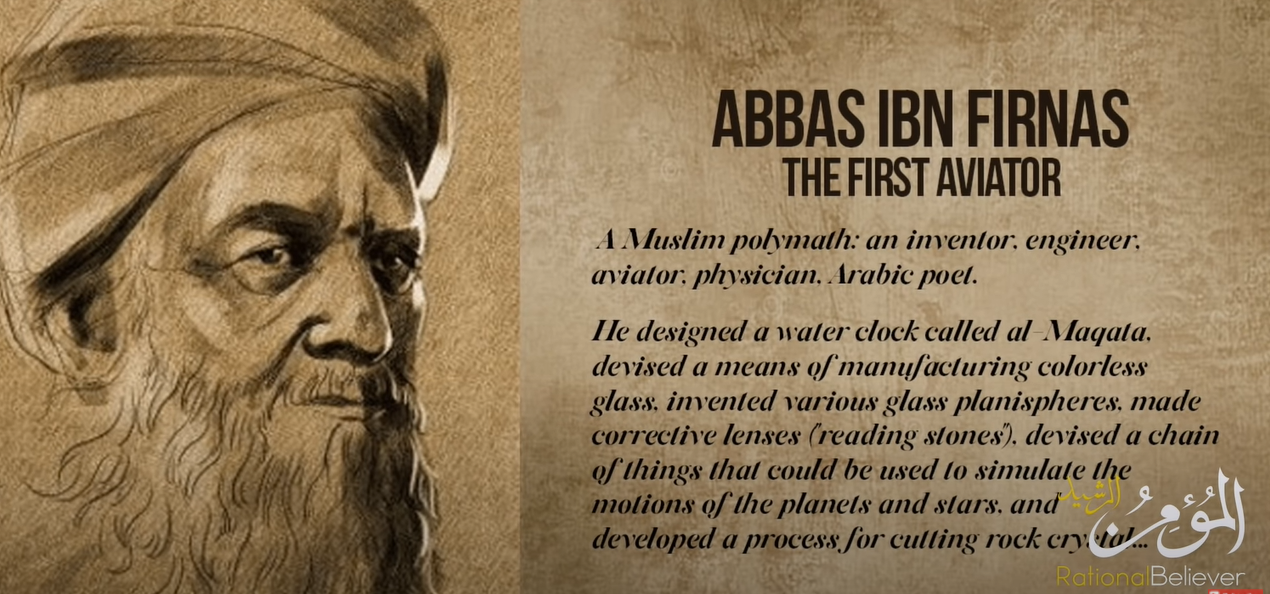 ABBAS IBN FIRNAS
THE FIRST AVIATOR
A Muslim polymath: an inventor, engineer,
aviator, physician, Arabic poet.
He designed a water clock called al-Maqata,
devised a means of manufacturing colorless
glass, invented various glass planispheres, made
corrective lenses ("reading stones"), devised a chain
of things that could be used to simulate the
motions of the planets and stars, and
developed a process for cutting rock crystal...
المؤمن الرشيد
RationalBeliever